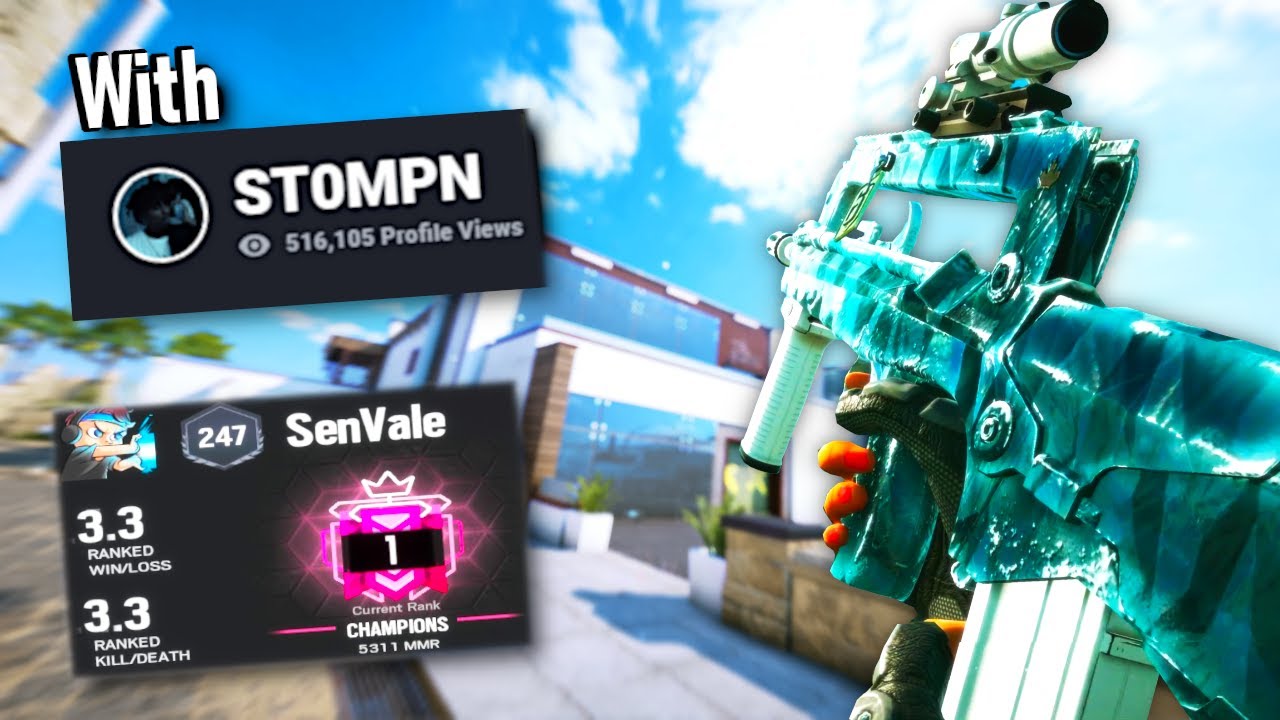 With
ST0MPN
516,105 Profile Views
247
SenVale
3.3
RANKED
WIN/LOSS
1
3.3
RANKED
KILL/DEATH
Current Rank
CHAMPIONS
5311 MMR